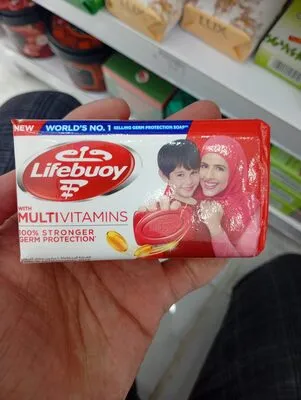 NEW WORLD'S NO. 1 SELLING GERM PROTECTION SOAP
Lifebuoy
WITH
MULTIVITAMINS
100% STRONGER
GERM PROTECTION
LUX